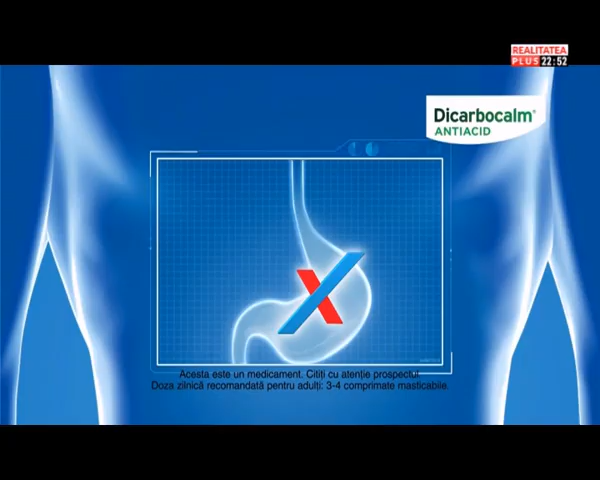 REALITATEA
PLUS 22:52
Dicarbocalm®
ANTIACID
Acesta este un medicament. Citiți cu atenție prospectul
Doza zilnică recomandată pentru adulți: 3-4 comprimate masticabile.